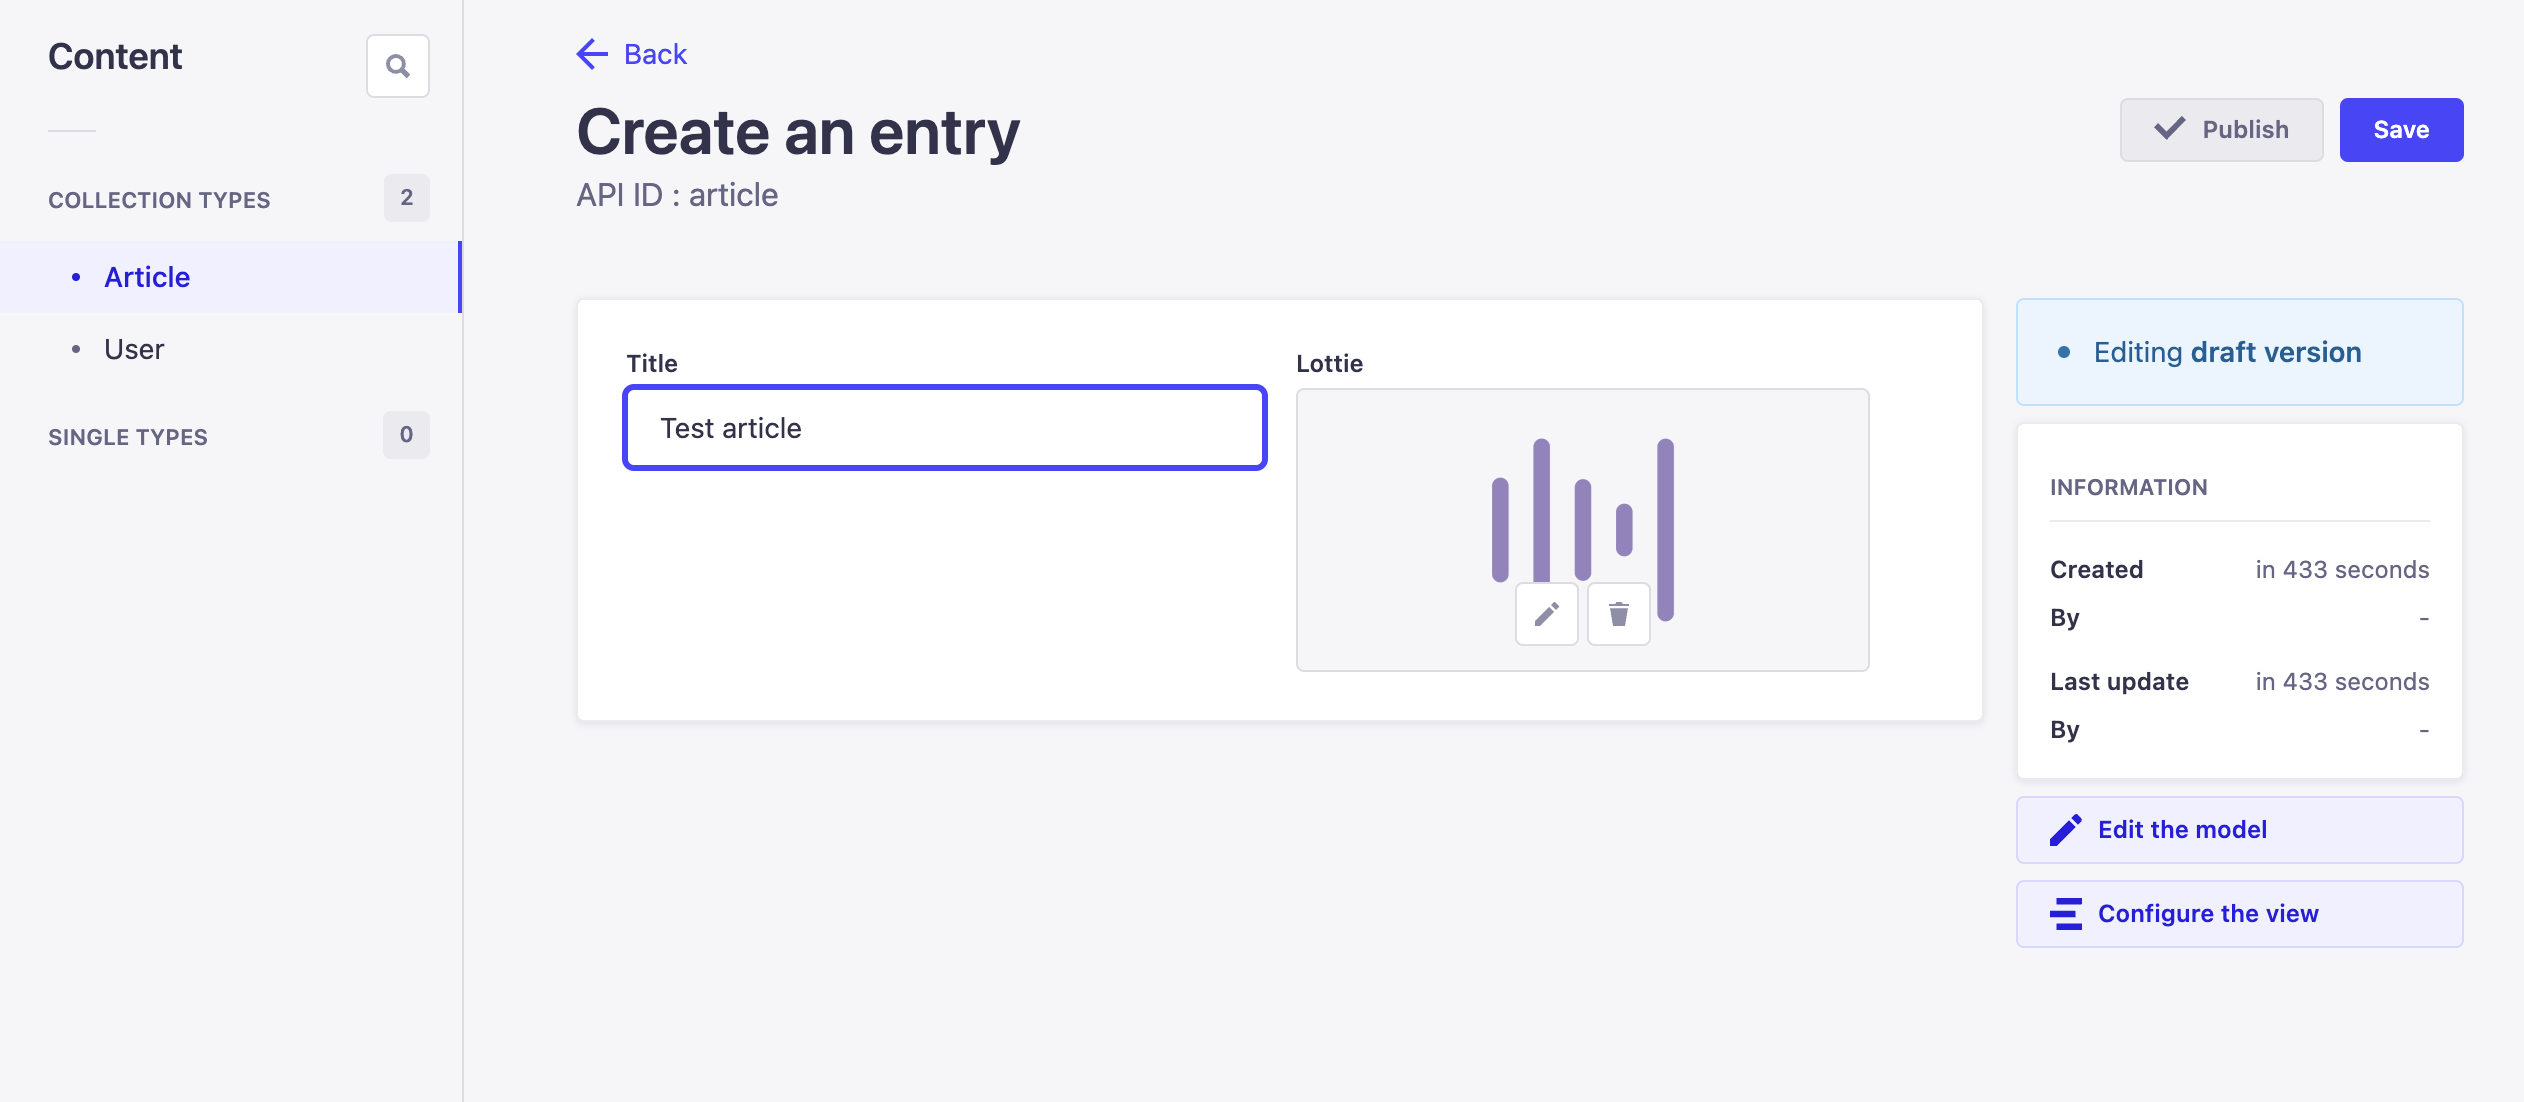 Content
COLLECTION TYPES 2
Article
User
SINGLE TYPES 0
Back
Create an entry
API ID : article
Publish
Save
Title
Test article
Lottie
Editing draft version
INFORMATION
Created in 433 seconds
By -
Last update in 433 seconds
By -
Edit the model
Configure the view